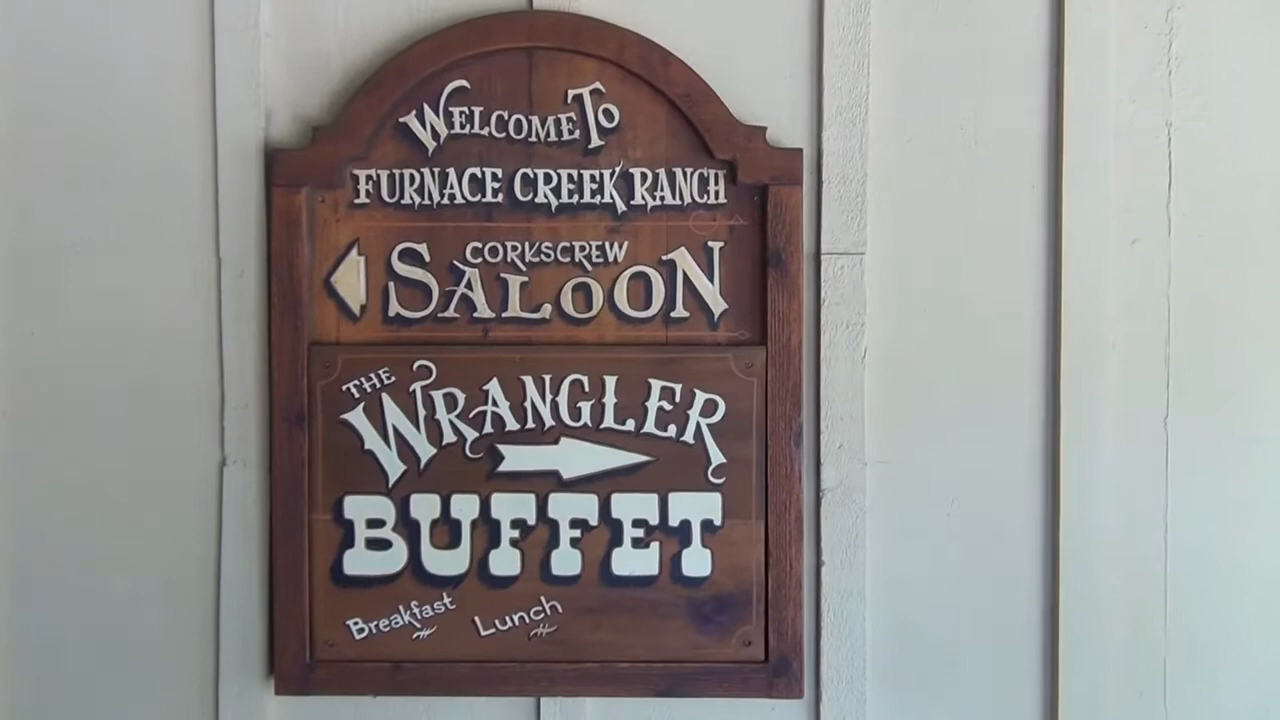 Welcome To
FURNACE CREEK RANCH
CORKSCREW
SALOON
THE
WRANGLER
BUFFET
Breakfast Lunch